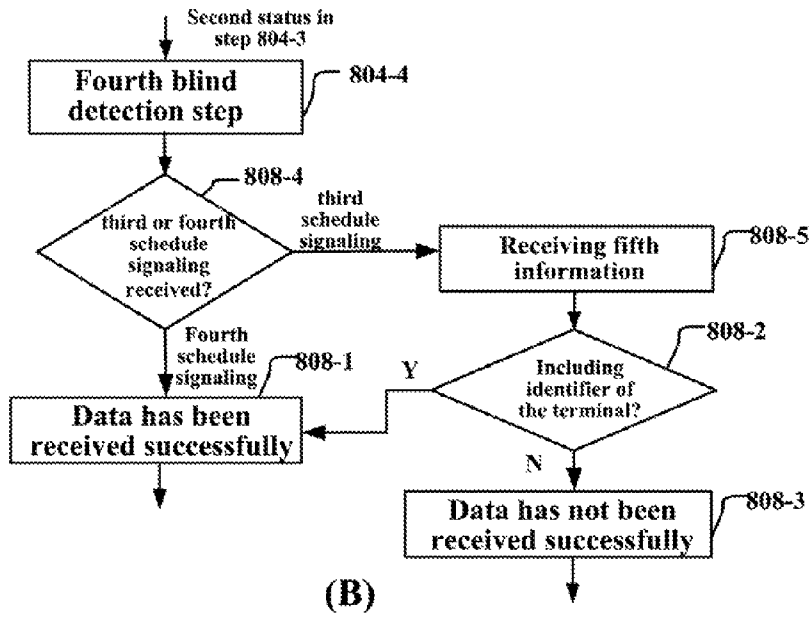 Second status in
step 804-3
Fourth blind
detection step
804-4
808-4
third or fourth
schedule
signaling
received?
third
schedule
signaling
Receiving fifth
information
808-5
Fourth
schedule
signaling
808-1
808-2
Including
identifier of
the terminal?
Y
Data has been
received successfully
N
808-3
Data has not been
received successfully
(B)